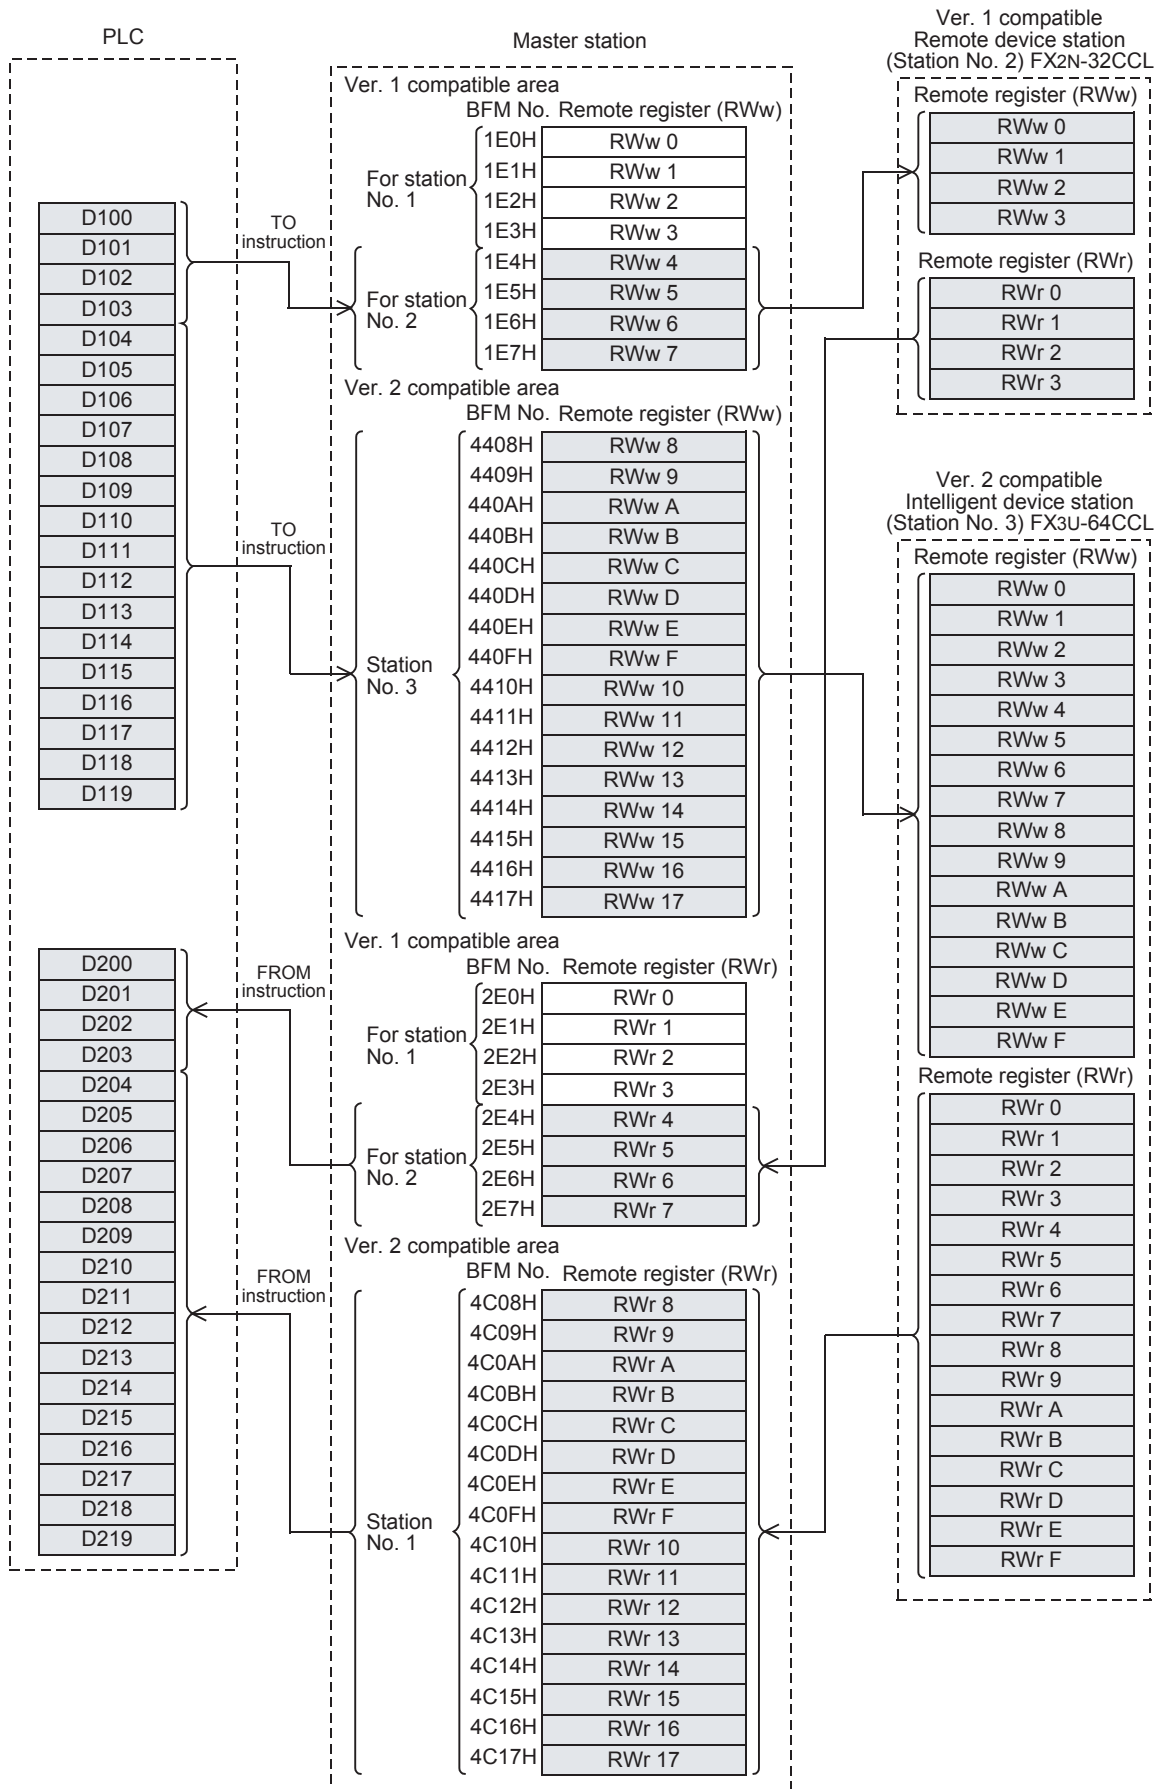 PLC
D100
D101
D102
D103
D104
D105
D106
D107
D108
D109
D110
D111
D112
D113
D114
D115
D116
D117
D118
D119
D200
D201
D202
D203
D204
D205
D206
D207
D208
D209
D210
D211
D212
D213
D214
D215
D216
D217
D218
D219
TO
instruction
TO
instruction
FROM
instruction
FROM
instruction
Master station
Ver. 1 compatible area
BFM No. Remote register (RWw)
For station
No. 1
1E0H RWw 0
1E1H RWw 1
1E2H RWw 2
1E3H RWw 3
For station
No. 2
1E4H RWw 4
1E5H RWw 5
1E6H RWw 6
1E7H RWw 7
Ver. 2 compatible area
BFM No. Remote register (RWw)
Station
No. 3
4408H RWw 8
4409H RWw 9
440AH RWw A
440BH RWw B
440CH RWw C
440DH RWw D
440EH RWw E
440FH RWw F
4410H RWw 10
4411H RWw 11
4412H RWw 12
4413H RWw 13
4414H RWw 14
4415H RWw 15
4416H RWw 16
4417H RWw 17
Ver. 1 compatible area
BFM No. Remote register (RWr)
For station
No. 1
2E0H RWr 0
2E1H RWr 1
2E2H RWr 2
2E3H RWr 3
For station
No. 2
2E4H RWr 4
2E5H RWr 5
2E6H RWr 6
2E7H RWr 7
Ver. 2 compatible area
BFM No. Remote register (RWr)
Station
No. 1
4C08H RWr 8
4C09H RWr 9
4C0AH RWr A
4C0BH RWr B
4C0CH RWr C
4C0DH RWr D
4C0EH RWr E
4C0FH RWr F
4C10H RWr 10
4C11H RWr 11
4C12H RWr 12
4C13H RWr 13
4C14H RWr 14
4C15H RWr 15
4C16H RWr 16
4C17H RWr 17
Ver. 1 compatible
Remote device station
(Station No. 2) FX2N-32CCL
Remote register (RWw)
RWw 0
RWw 1
RWw 2
RWw 3
Remote register (RWr)
RWr 0
RWr 1
RWr 2
RWr 3
Ver. 2 compatible
Intelligent device station
(Station No. 3) FX3U-64CCL
Remote register (RWw)
RWw 0
RWw 1
RWw 2
RWw 3
RWw 4
RWw 5
RWw 6
RWw 7
RWw 8
RWw 9
RWw A
RWw B
RWw C
RWw D
RWw E
RWw F
Remote register (RWr)
RWr 0
RWr 1
RWr 2
RWr 3
RWr 4
RWr 5
RWr 6
RWr 7
RWr 8
RWr 9
RWr A
RWr B
RWr C
RWr D
RWr E
RWr F